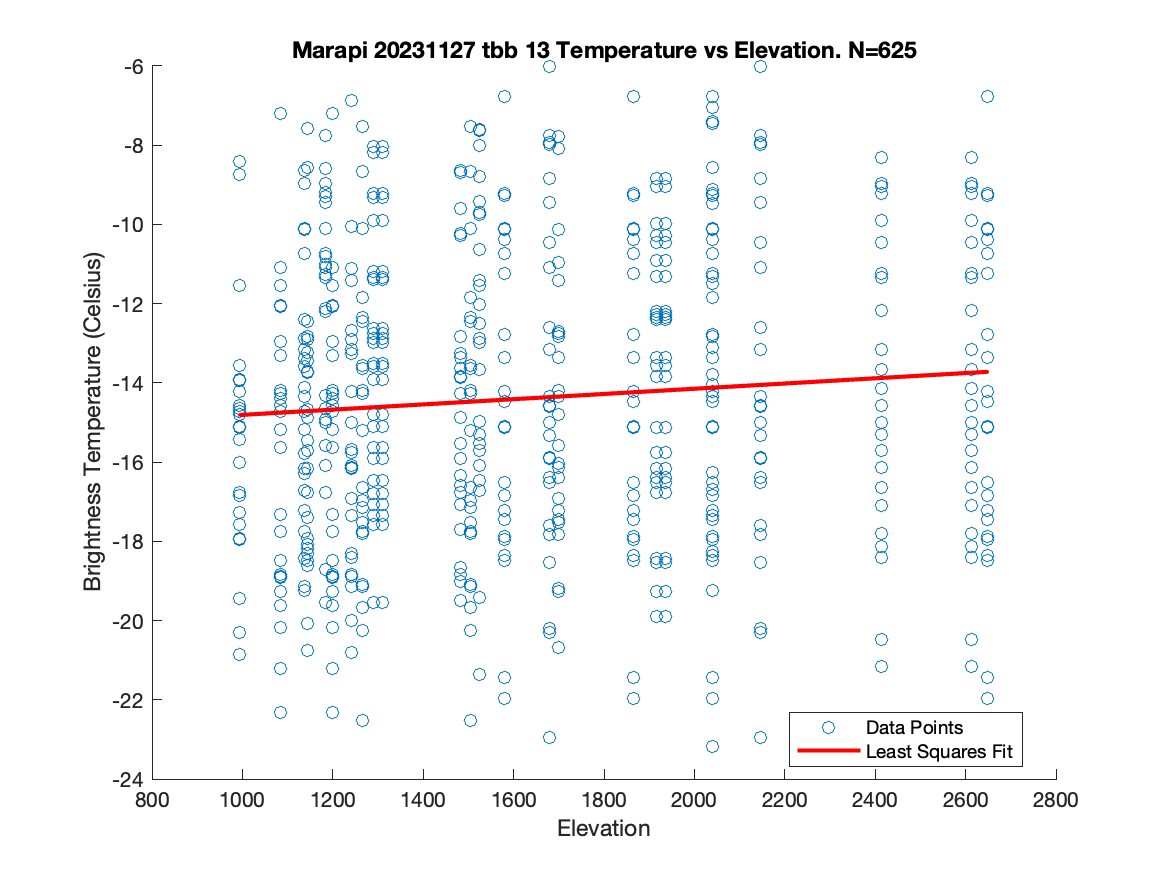 Marapi 20231127 tbb 13 Temperature vs Elevation. N=625
-6
-8
-10
-12
-14
-16
-18
-20
-22
-24
Brightness Temperature (Celsius)
Data Points
Least Squares Fit
800 1000 1200 1400 1600 1800 2000 2200 2400 2600 2800
Elevation